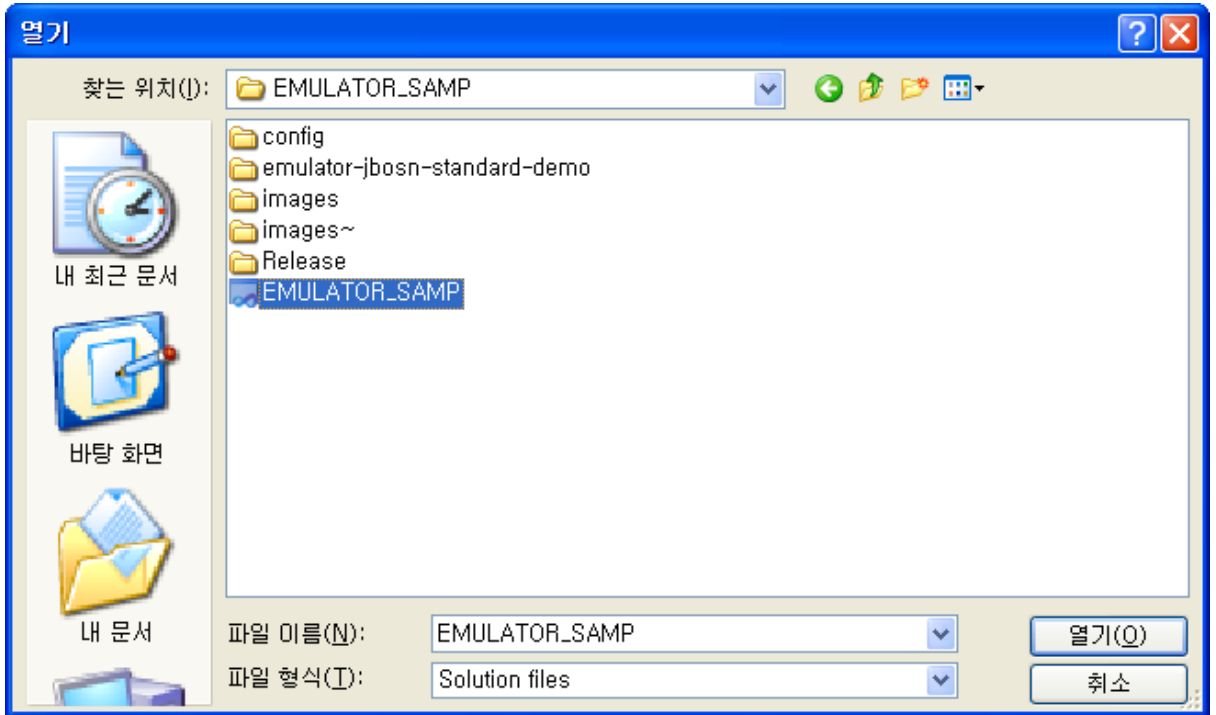 열기
찾는 위치(I):
EMULATOR_SAMP
config
emulator-jbosn-standard-demo
images
images~
Release
EMULATOR_SAMP
내 최근 문서
바탕 화면
내 문서
파일 이름(N):
EMULATOR_SAMP
열기(O)
파일 형식(T):
Solution files
취소